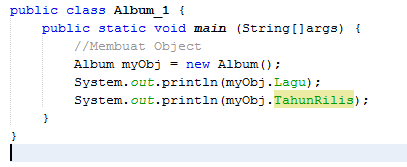 public class Album_1 {
public static void main (String[]args) {
//Membuat Object
Album myObj = new Album();
System.out.println(myObj.Lagu);
System.out.println(myObj.TahunRilis);
}
}